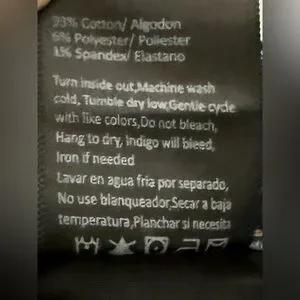 93% Cotton/ Algodon
6% Polyester/ Poliester
1% Spandex/ Elastano
Turn inside out,Machine wash
cold, Tumble dry low,Gentle cycle
with like colors,Do not bleach,
Hang to dry, Indigo will bleed,
Iron if needed
Lavar en agua fria por separado,
No use blanqueador,Secar a baja
temperatura,Planchar si necesita